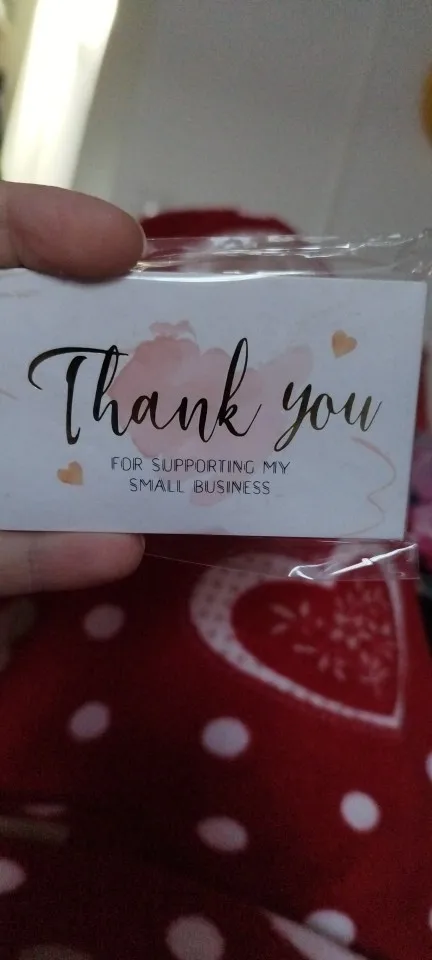 Thank you
FOR SUPPORTING MY
SMALL BUSINESS